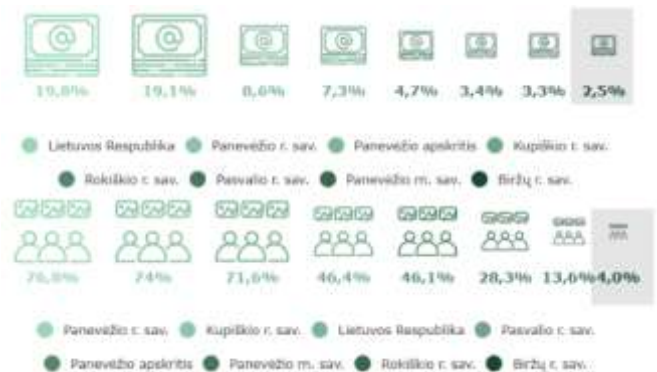 19,8% 19,1% 8,6% 7,3% 4,7% 3,4% 3,3% 2,5%
Lietuvos Respublika Panevėžio r. sav. Panevėžio apskritis Kupiškio r. sav.
Rokiškio r. sav. Pasvalio r. sav. Panevėžio m. sav. Biržų r. sav.
76,8% 74% 71,6% 46,4% 46,1% 28,3% 13,6% 4,0%
Panevėžio r. sav. Kupiškio r. sav. Lietuvos Respublika Pasvalio r. sav.
Panevėžio apskritis Panevėžio m. sav. Rokiškio r. sav. Biržų r. sav.